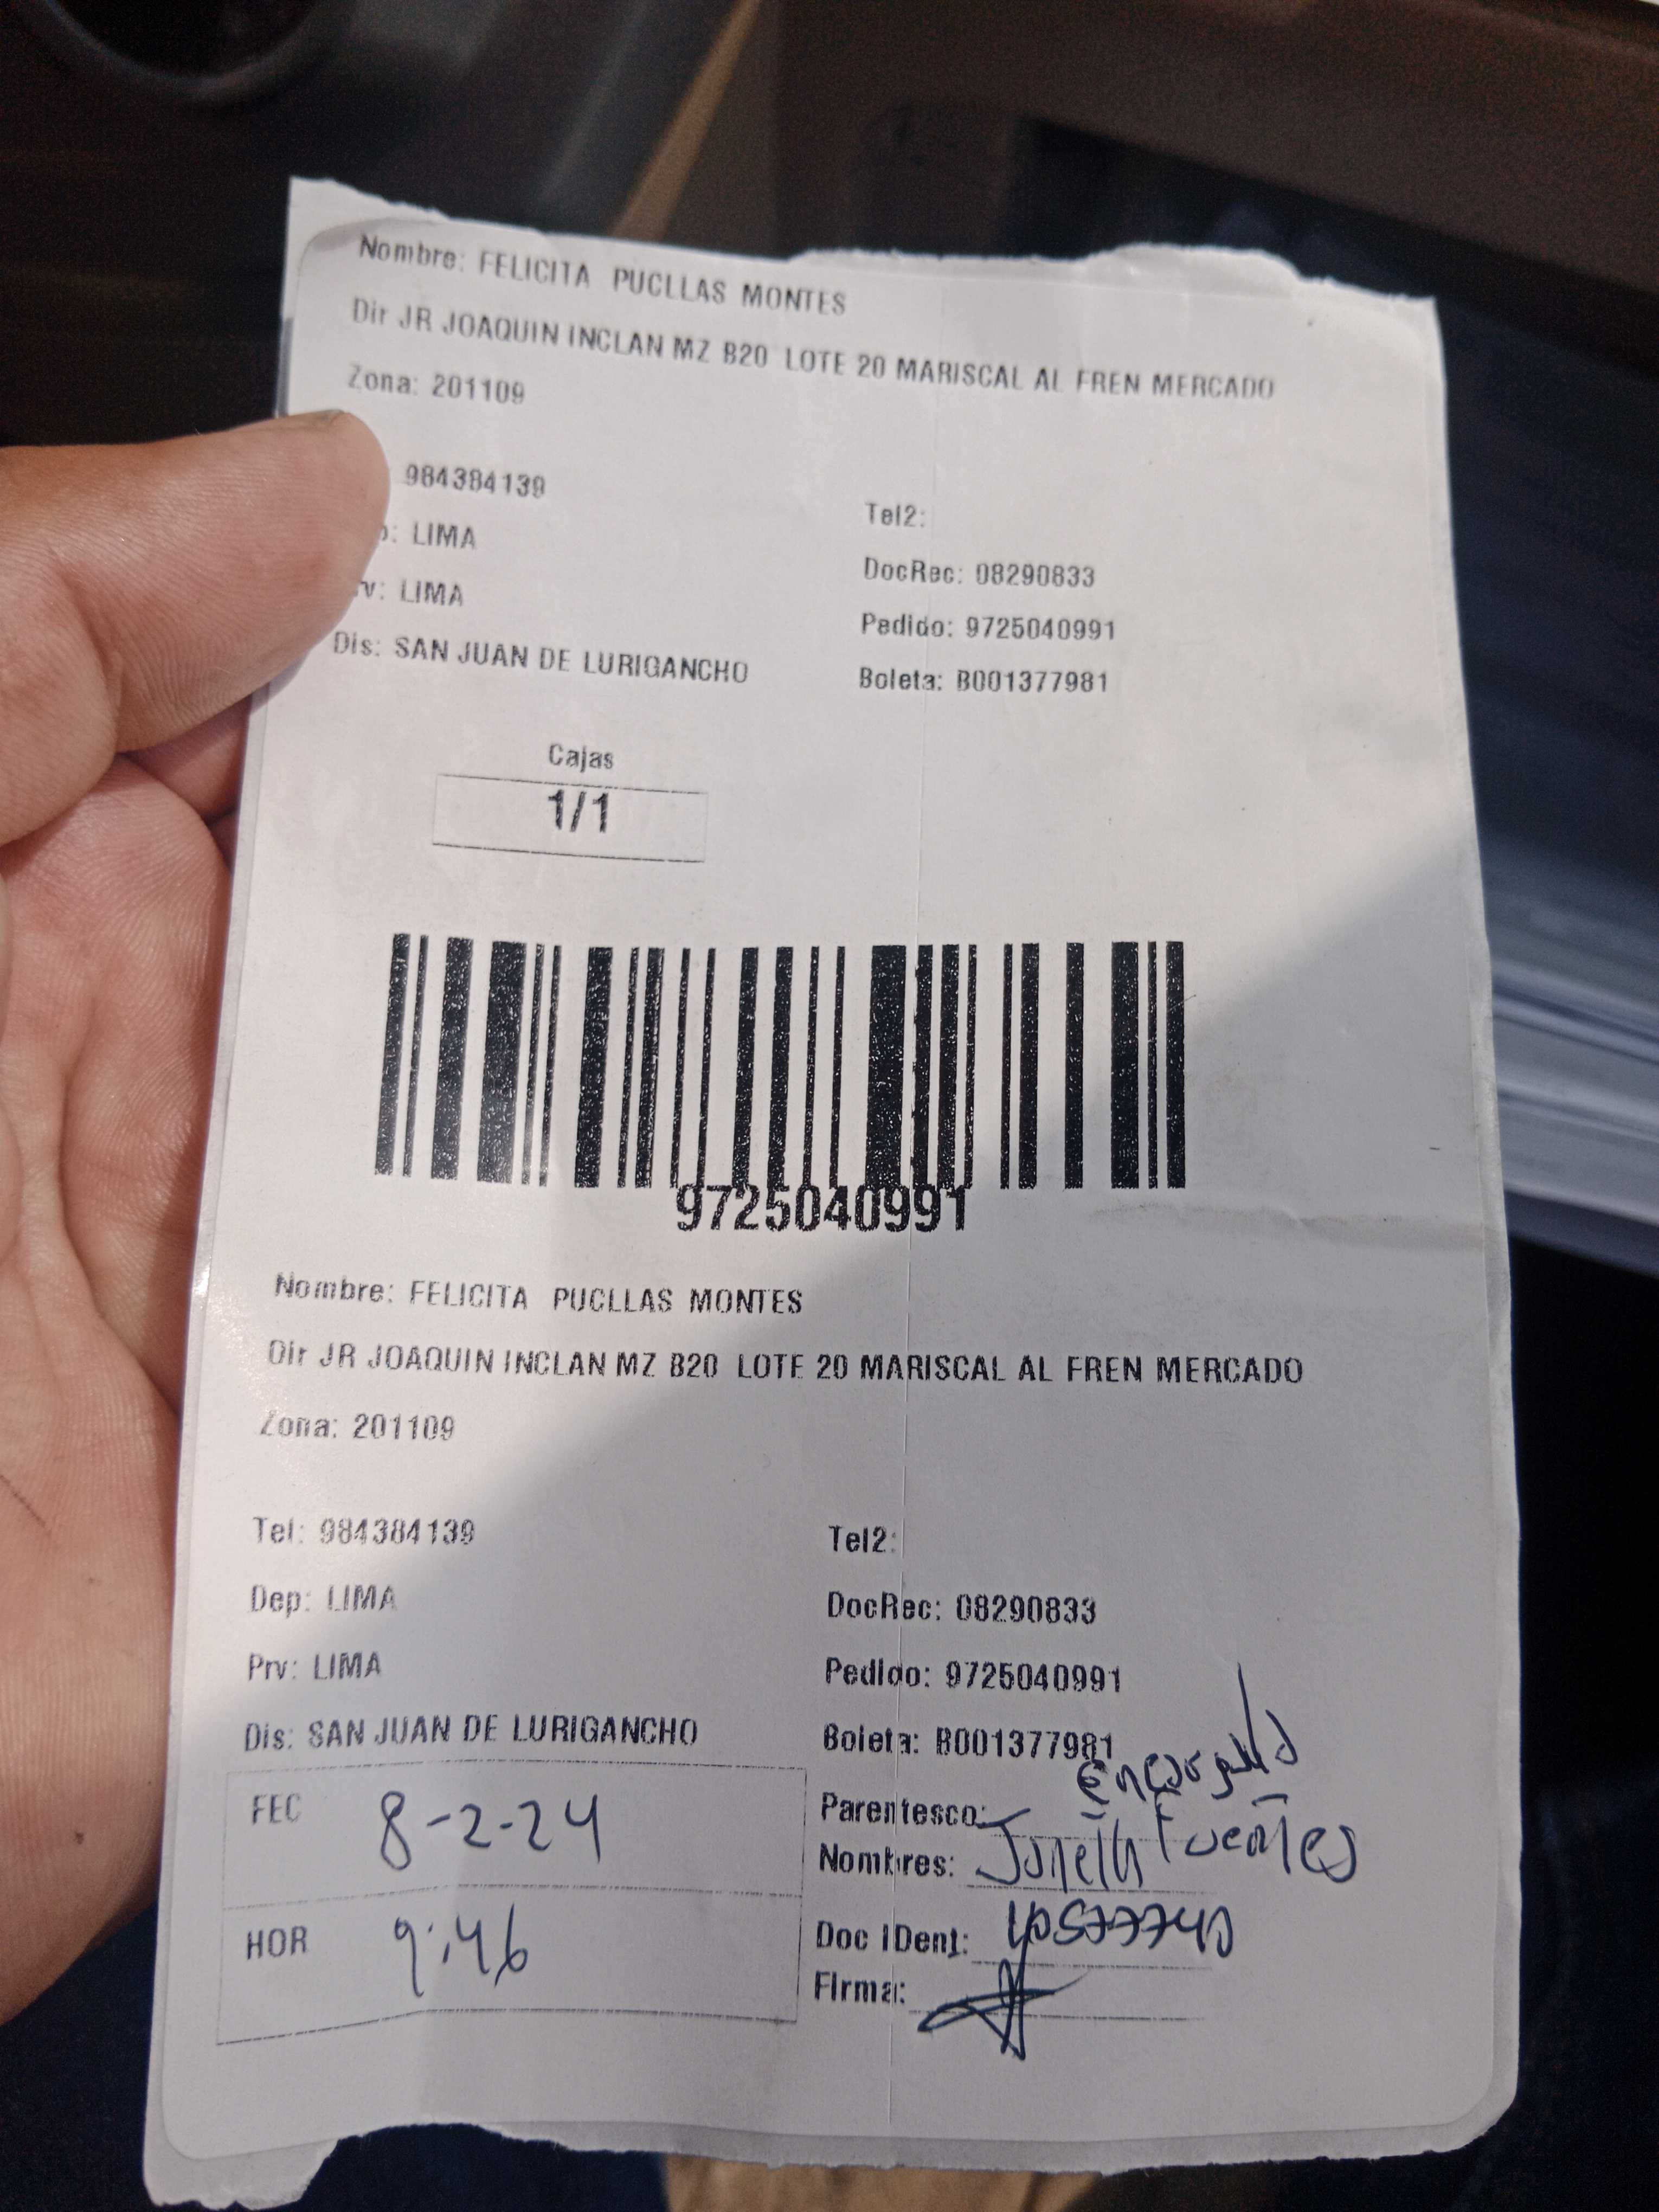 Nombre: FELICITA PUCLLAS MONTES
Dir JR JOAQUIN INCLAN MZ B20 LOTE 20 MARISCAL AL FREN MERCADO
Zona: 201109
984384139
Tel2:
: LIMA
DocRec: 08290833
v: LIMA
Pedido: 9725040991
Dis: SAN JUAN DE LURIGANCHO
Boleta: B001377981
Cajas
1/1
9725040991
Nombre: FELICITA PUCLLAS MONTES
Dir JR JOAQUIN INCLAN MZ B20 LOTE 20 MARISCAL AL FREN MERCADO
Zona: 201109
Tel: 984384139
Tel2:
Dep: LIMA
DocRec: 08290833
Prv: LIMA
Pedido: 9725040991
Dis: SAN JUAN DE LURIGANCHO
Boleta: B001377981
FEC 8-2-24
Parentesco:
Nombres: Janeth Fuentes
HOR 9:46
Doc IDent:
Firma: